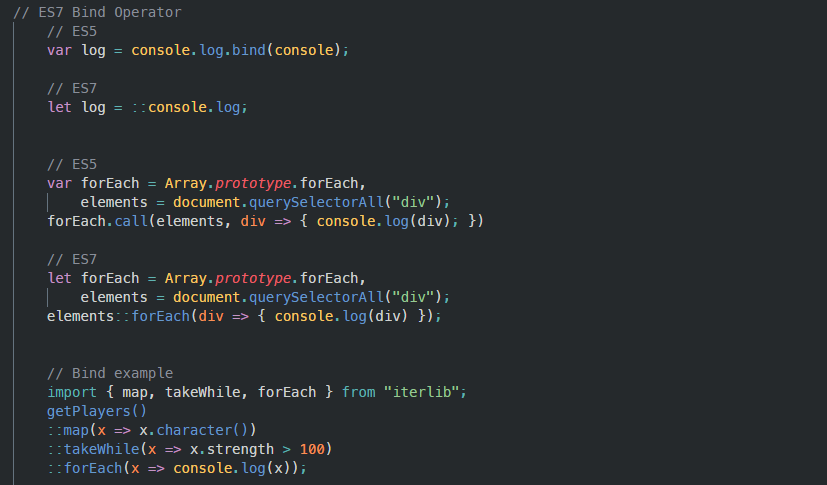 // ES7 Bind Operator
// ES5
var log = console.log.bind(console);
// ES7
let log = ::console.log;
// ES5
var forEach = Array.prototype.forEach,
elements = document.querySelectorAll("div");
forEach.call(elements, div => { console.log(div); })
// ES7
let forEach = Array.prototype.forEach,
elements = document.querySelectorAll("div");
elements::forEach(div => { console.log(div) });
// Bind example
import { map, takeWhile, forEach } from "iterlib";
getPlayers()
::map(x => x.character())
::takeWhile(x => x.strength > 100)
::forEach(x => console.log(x));